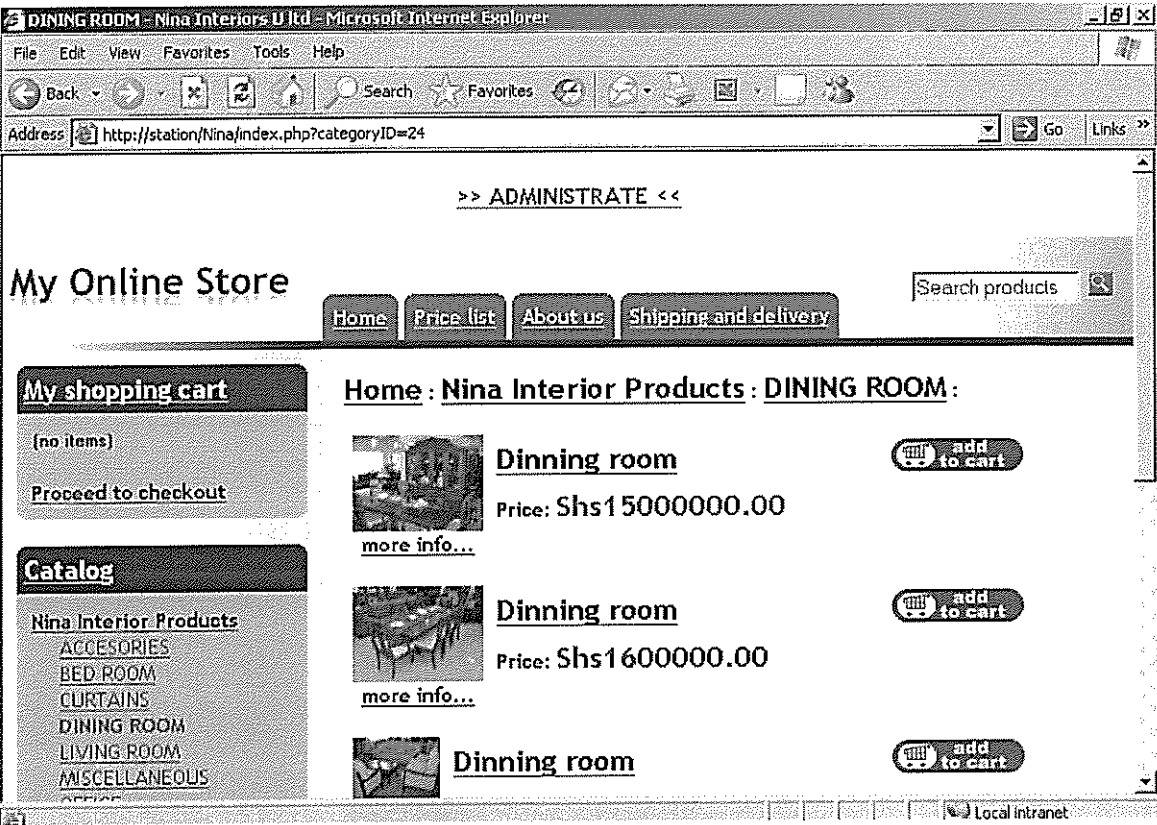 DINING ROOM - Nina Interiors U ltd - Microsoft Internet Explorer
File Edit View Favorites Tools Help
Back Search Favorites
Address http://station/Nina/index.php?categoryID=24 Go Links »
>> ADMINISTRATE <<
My Online Store
Search products
Home Price list About us Shipping and delivery
My shopping cart
(no items)
Proceed to checkout
Catalog
Nina Interior Products
ACCESORIES
BED ROOM
CURTAINS
DINING ROOM
LIVING ROOM
MISCELLANEOUS
OFFICE
Home : Nina Interior Products : DINING ROOM :
Dinning room
add to cart
Price: Shs15000000.00
more info...
Dinning room
add to cart
Price: Shs1600000.00
more info...
Dinning room
add to cart
Local intranet